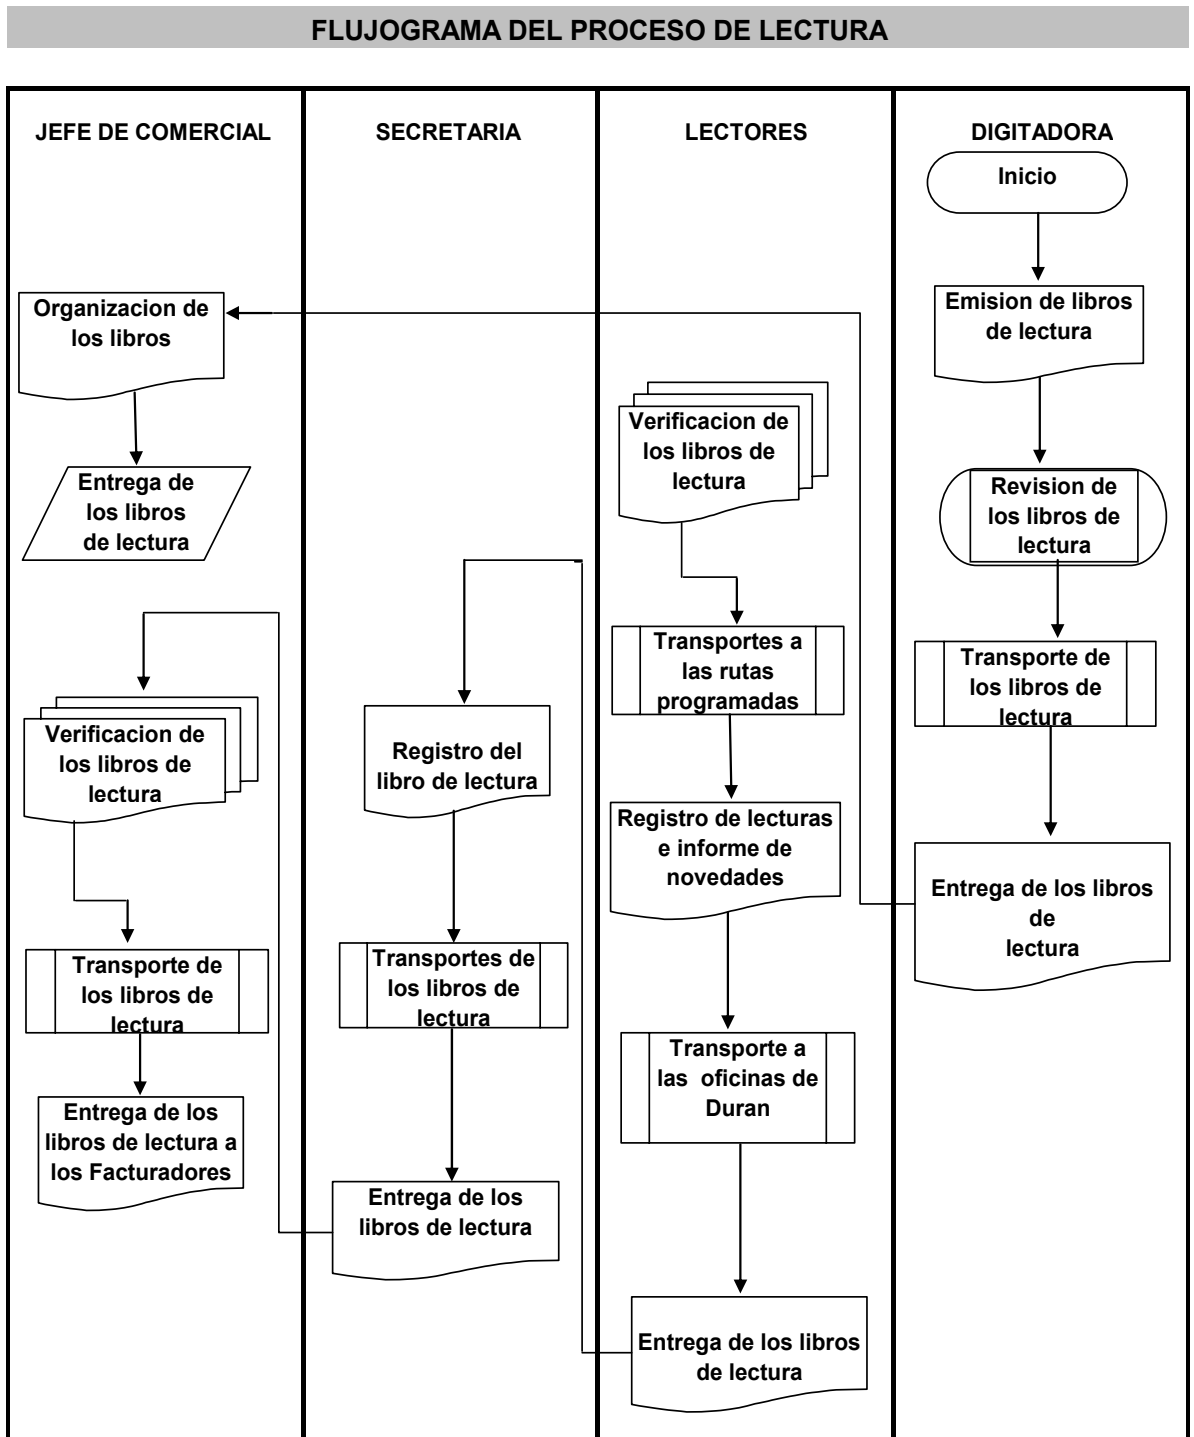 FLUJOGRAMA DEL PROCESO DE LECTURA
JEFE DE COMERCIAL
Organizacion de
los libros
Entrega de
los libros
de lectura
Verificacion de
los libros de
lectura
Transporte de
los libros de
lectura
Entrega de los
libros de lectura a
los Facturadores
SECRETARIA
Registro del
libro de lectura
Transportes de
los libros de
lectura
Entrega de los
libros de lectura
LECTORES
Verificacion de
los libros de
lectura
Transportes a
las rutas
programadas
Registro de lecturas
e informe de
novedades
Transporte a
las oficinas de
Duran
Entrega de los libros
de lectura
DIGITADORA
Inicio
Emision de libros
de lectura
Revision de
los libros de
lectura
Transporte de
los libros de
lectura
Entrega de los libros
de
lectura